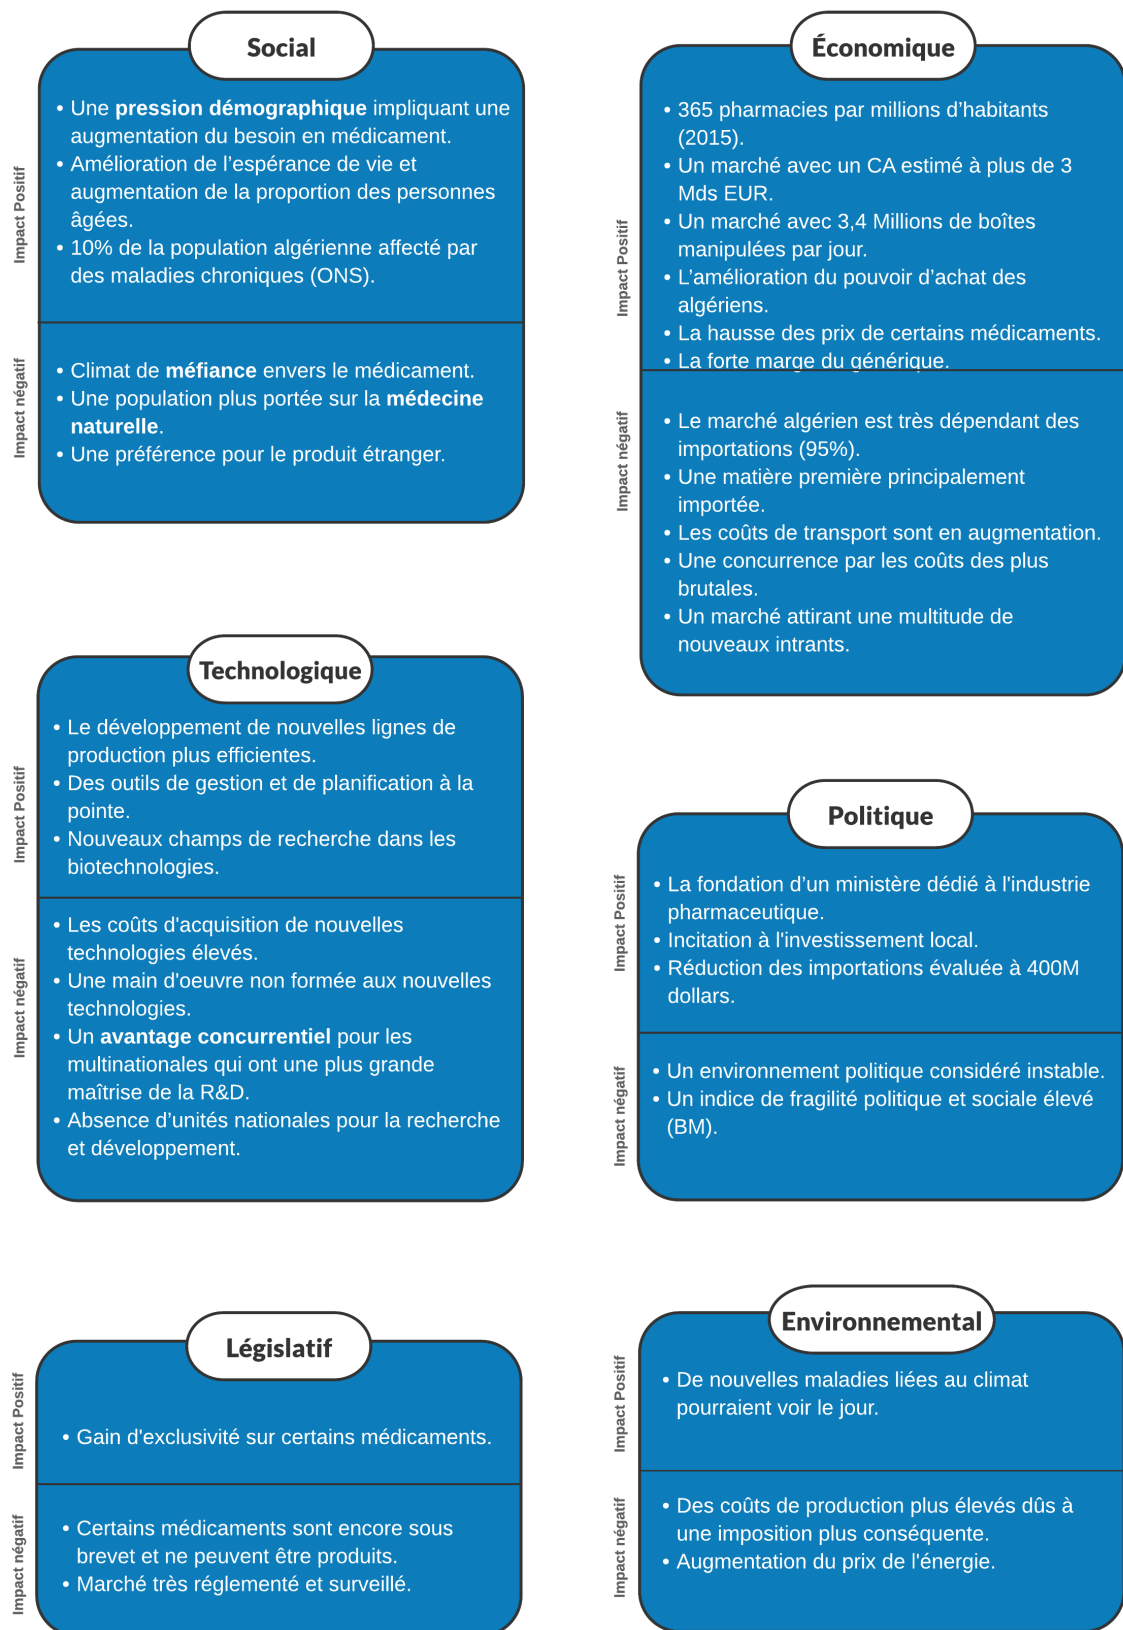 Social
Impact Positif
• Une pression démographique impliquant une
augmentation du besoin en médicament.
• Amélioration de l'espérance de vie et
augmentation de la proportion des personnes
âgées.
• 10% de la population algérienne affecté par
des maladies chroniques (ONS).
Impact négatif
• Climat de méfiance envers le médicament.
• Une population plus portée sur la médecine
naturelle.
• Une préférence pour le produit étranger.
Économique
Impact Positif
• 365 pharmacies par millions d’habitants
(2015).
• Un marché avec un CA estimé à plus de 3
Mds EUR.
• Un marché avec 3,4 Millions de boîtes
manipulées par jour.
• L’amélioration du pouvoir d’achat des
algériens.
• La hausse des prix de certains médicaments.
• La forte marge du générique.
Impact négatif
• Le marché algérien est très dépendant des
importations (95%).
• Une matière première principalement
importée.
• Les coûts de transport sont en augmentation.
• Une concurrence par les coûts des plus
brutales.
• Un marché attirant une multitude de
nouveaux intrants.
Technologique
Impact Positif
• Le développement de nouvelles lignes de
production plus efficientes.
• Des outils de gestion et de planification à la
pointe.
• Nouveaux champs de recherche dans les
biotechnologies.
Impact négatif
• Les coûts d'acquisition de nouvelles
technologies élevés.
• Une main d'oeuvre non formée aux nouvelles
technologies.
• Un avantage concurrentiel pour les
multinationales qui ont une plus grande
maîtrise de la R&D.
• Absence d’unités nationales pour la recherche
et développement.
Politique
Impact Positif
• La fondation d’un ministère dédié à l'industrie
pharmaceutique.
• Incitation à l'investissement local.
• Réduction des importations évaluée à 400M
dollars.
Impact négatif
• Un environnement politique considéré instable.
• Un indice de fragilité politique et sociale élevé
(BM).
Législatif
Impact Positif
• Gain d'exclusivité sur certains médicaments.
Impact négatif
• Certains médicaments sont encore sous
brevet et ne peuvent être produits.
• Marché très réglementé et surveillé.
Environnemental
Impact Positif
• De nouvelles maladies liées au climat
pourraient voir le jour.
Impact négatif
• Des coûts de production plus élevés dûs à
une imposition plus conséquente.
• Augmentation du prix de l'énergie.